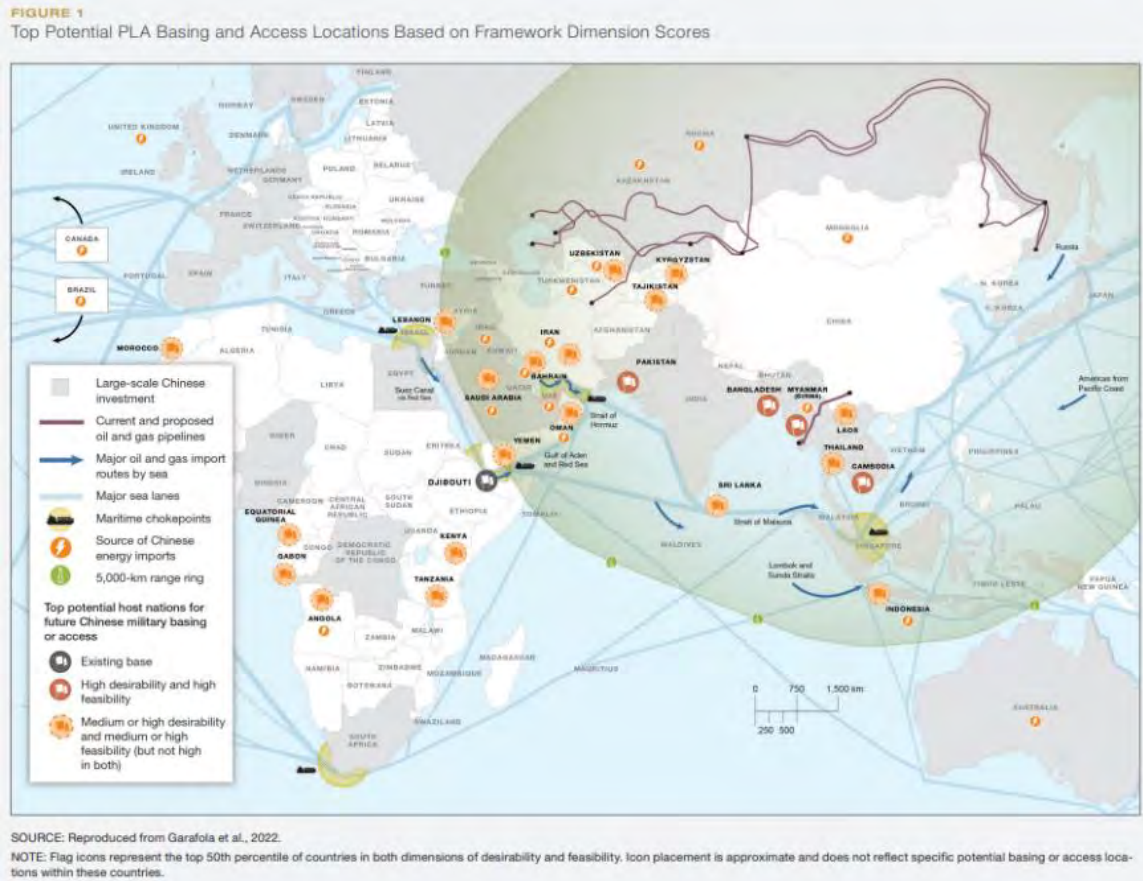 FIGURE 1
Top Potential PLA Basing and Access Locations Based on Framework Dimension Scores
FINLAND
NORWAY
SWEDEN
ESTONIA
LATVIA
LITHUANIA
UNITED KINGDOM
DENMARK
IRELAND
NETHERLANDS
GERMANY
POLAND
BELARUS
RUSSIA
KAZAKHSTAN
UKRAINE
CZECH REPUBLIC
FRANCE
SWITZERLAND
ROMANIA
BULGARIA
MONGOLIA
CANADA
BRAZIL
PORTUGAL
SPAIN
ITALY
GREECE
TURKEY
UZBEKISTAN
KYRGYZSTAN
TURKMENISTAN
TAJIKISTAN
Russia
N. KOREA
S. KOREA
JAPAN
CHINA
MOROCCO
ALGERIA
TUNISIA
LEBANON
SYRIA
ISRAEL
IRAQ
JORDAN
KUWAIT
IRAN
AFGHANISTAN
PAKISTAN
NEPAL
BHUTAN
INDIA
BANGLADESH
MYANMAR
(BURMA)
LIBYA
EGYPT
Suez Canal
via Red Sea
SAUDI ARABIA
BAHRAIN
QATAR
UAE
OMAN
Strait of
Hormuz
LAOS
THAILAND
VIETNAM
CAMBODIA
PHILIPPINES
Americas from
Pacific Coast
NIGER
CHAD
SUDAN
ERITREA
YEMEN
Gulf of Aden
and Red Sea
DJIBOUTI
NIGERIA
CAMEROON
CENTRAL
AFRICAN
REPUBLIC
SOUTH
SUDAN
ETHIOPIA
SOMALIA
SRI LANKA
MALDIVES
Strait of Malacca
MALAYSIA
BRUNEI
PALAU
SINGAPORE
EQUATORIAL
GUINEA
GABON
CONGO
DEMOCRATIC
REPUBLIC
OF THE CONGO
UGANDA
KENYA
TANZANIA
Lombok and
Sunda Straits
INDONESIA
TIMOR LESTE
PAPUA
NEW GUINEA
ANGOLA
ZAMBIA
MALAWI
NAMIBIA
ZIMBABWE
MOZAMBIQUE
MADAGASCAR
MAURITIUS
BOTSWANA
SWAZILAND
SOUTH
AFRICA
AUSTRALIA
0 750 1,500 km
250 500
Large-scale Chinese
investment
Current and proposed
oil and gas pipelines
Major oil and gas import
routes by sea
Major sea lanes
Maritime chokepoints
Source of Chinese
energy imports
5,000-km range ring
Top potential host nations for
future Chinese military basing
or access
Existing base
High desirability and high
feasibility
Medium or high desirability
and medium or high
feasibility (but not high
in both)
SOURCE: Reproduced from Garafola et al., 2022.
NOTE: Flag icons represent the top 50th percentile of countries in both dimensions of desirability and feasibility. Icon placement is approximate and does not reflect specific potential basing or access loca-
tions within these countries.